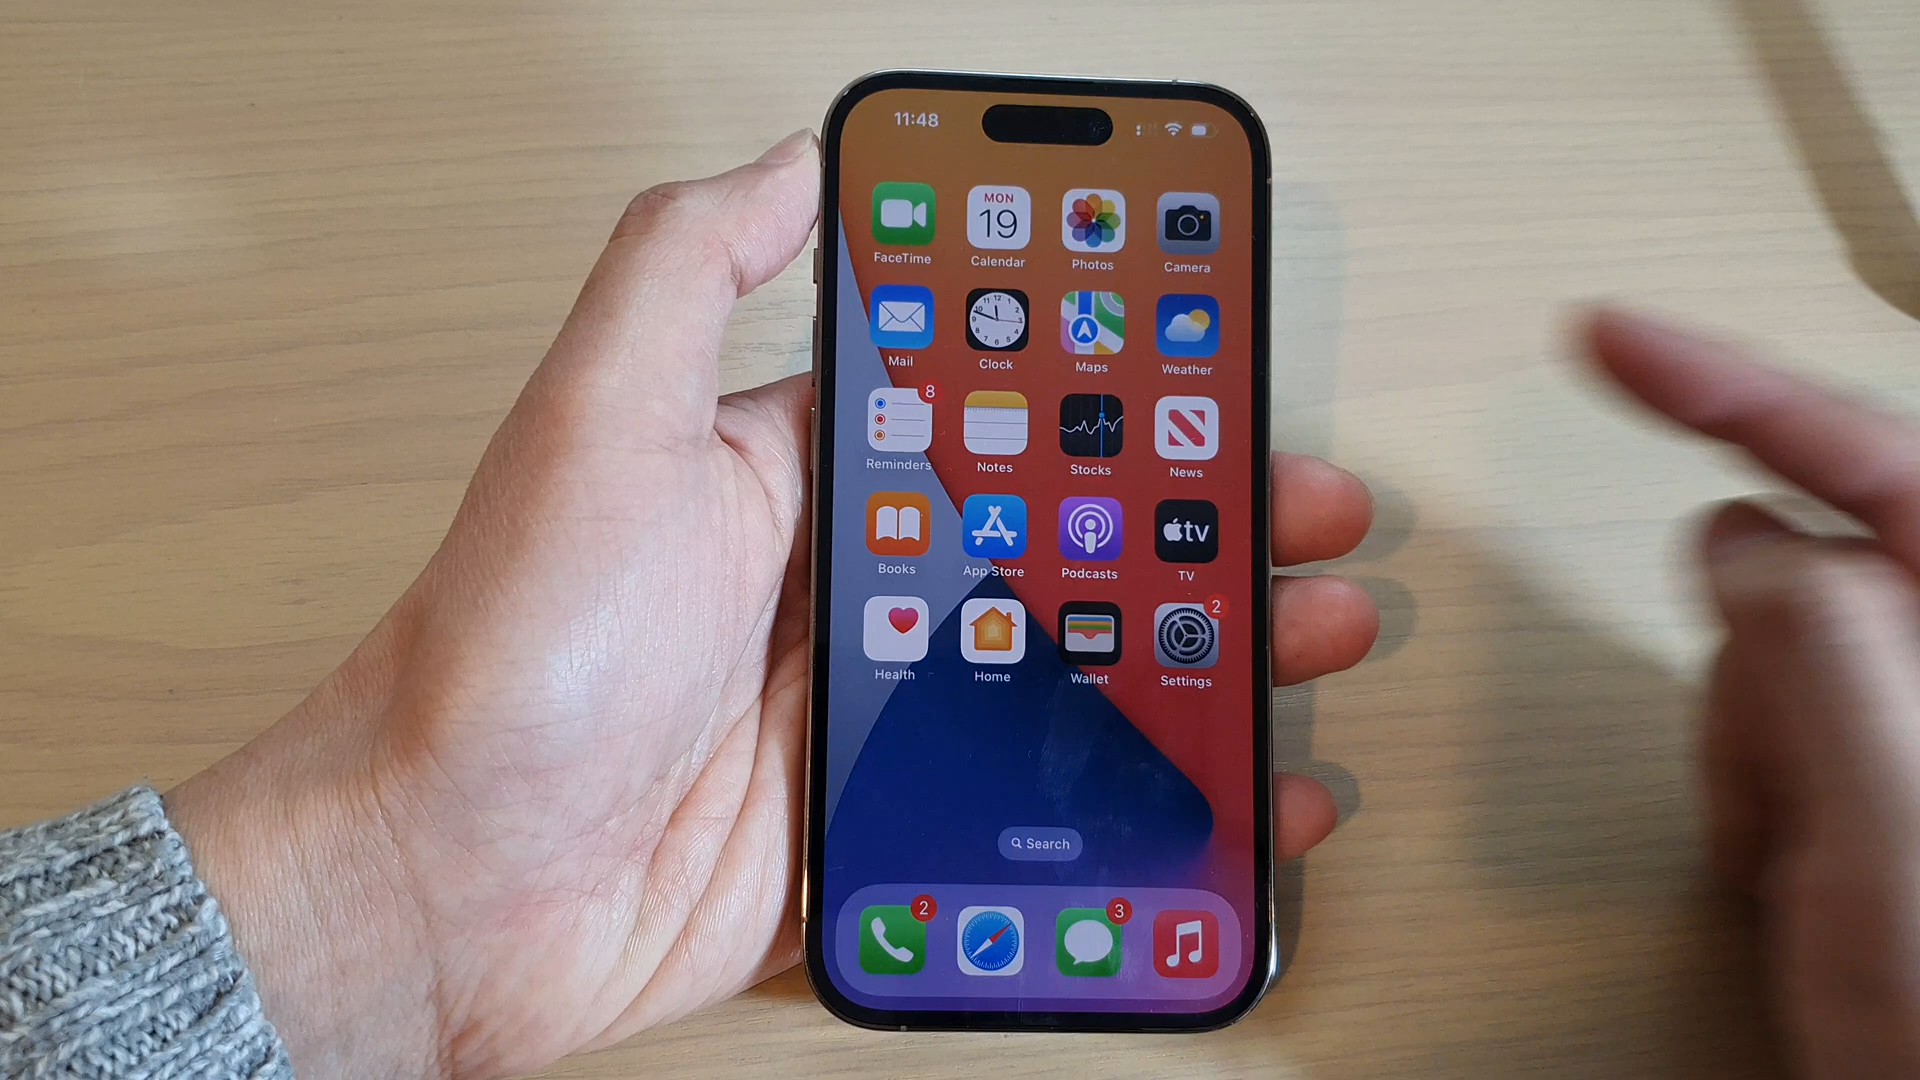 11:48
MON
19
FaceTime Calendar Photos Camera
Mail Clock Maps Weather
8
Reminders Notes Stocks News
tv
Books App Store Podcasts TV
2
Health Home Wallet Settings
Search
2 3